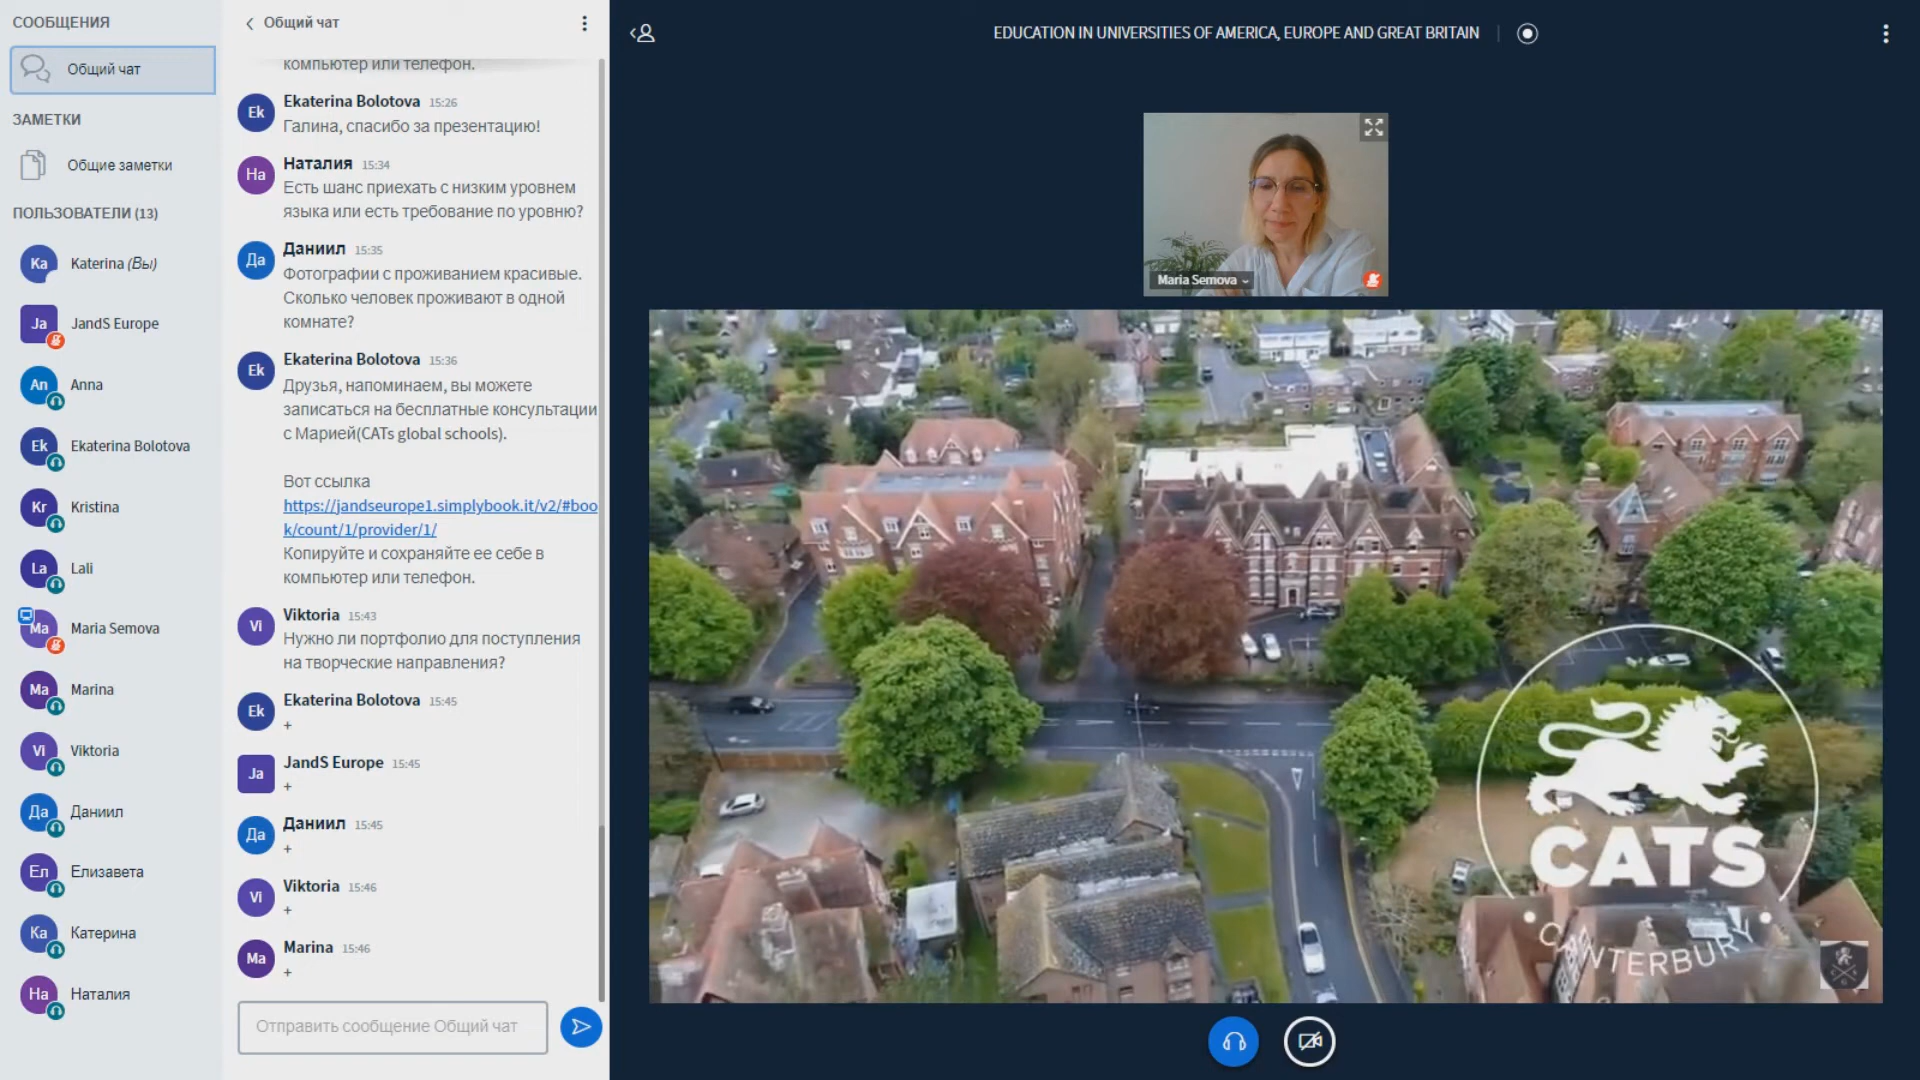 СООБЩЕНИЯ
Общий чат
ЗАМЕТКИ
Общие заметки
ПОЛЬЗОВАТЕЛИ (13)
Ka
Katerina (Вы)
Ja
JandS Europe
An
Anna
Ek
Ekaterina Bolotova
Kr
Kristina
La
Lali
Ma
Maria Semova
Ma
Marina
Vi
Viktoria
Да
Даниил
Ел
Елизавета
Ка
Катерина
На
Наталия
Общий чат
компьютер или телефон.
Ek
Ekaterina Bolotova 15:26
Галина, спасибо за презентацию!
На
Наталия 15:34
Есть шанс приехать с низким уровнем
языка или есть требование по уровню?
Да
Даниил 15:35
Фотографии с проживанием красивые.
Сколько человек проживают в одной
комнате?
Ek
Ekaterina Bolotova 15:36
Друзья, напоминаем, вы можете
записаться на бесплатные консультации
с Марией(CATs global schools).
Вот ссылка
https://jandseurope1.simplybook.it/v2/#boo
k/count/1/provider/1/
Копируйте и сохраняйте ее себе в
компьютер или телефон.
Vi
Viktoria 15:43
Нужно ли портфолио для поступления
на творческие направления?
Ek
Ekaterina Bolotova 15:45
+
Ja
JandS Europe 15:45
+
Да
Даниил 15:45
+
Vi
Viktoria 15:46
+
Ma
Marina 15:46
+
Отправить сообщение Общий чат
EDUCATION IN UNIVERSITIES OF AMERICA, EUROPE AND GREAT BRITAIN
Maria Semova
CATS
CANTERBURY